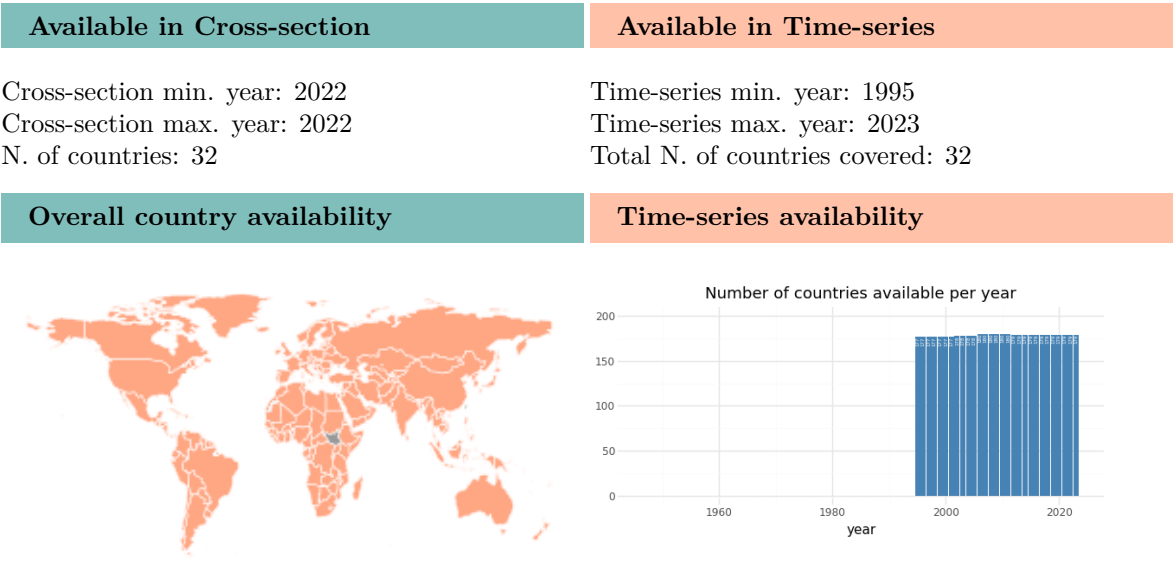 Available in Cross-section
Available in Time-series
Cross-section min. year: 2022
Cross-section max. year: 2022
N. of countries: 32
Time-series min. year: 1995
Time-series max. year: 2023
Total N. of countries covered: 32
Overall country availability
Time-series availability
Number of countries available per year
200
150
100
50
0
1960
1980
2000
2020
year